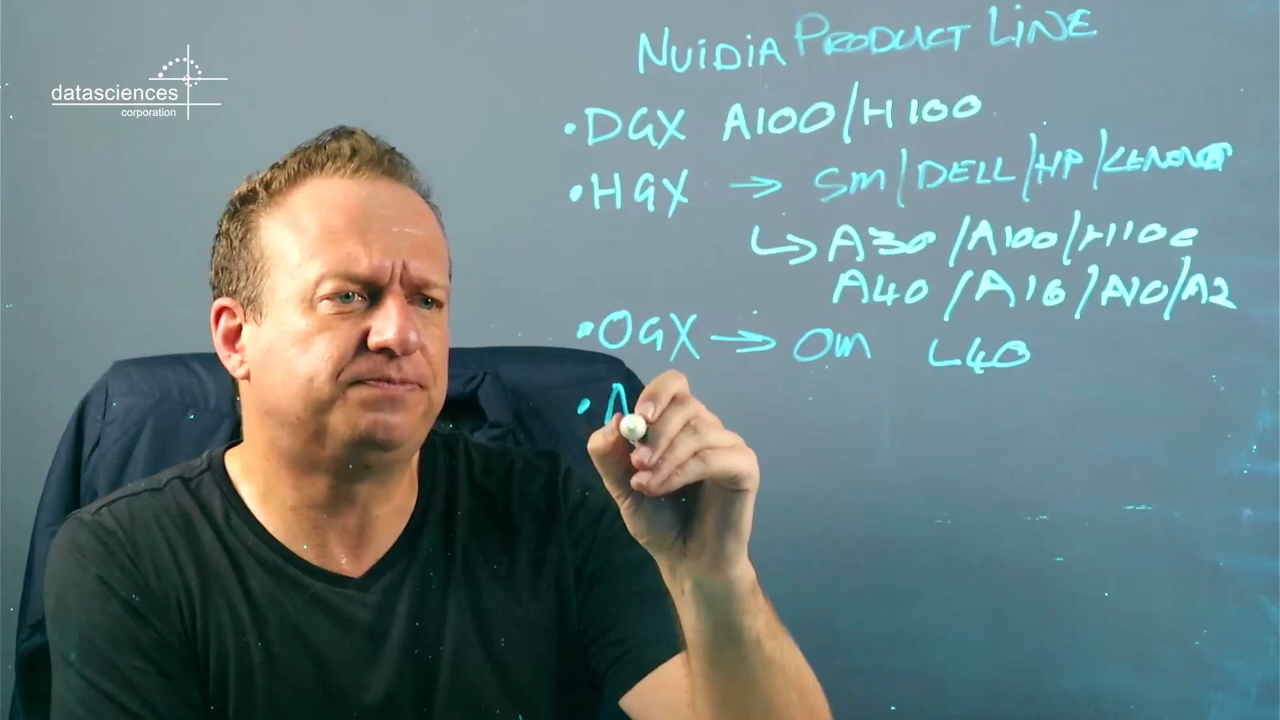 datasciences
corporation
NVIDIA PRODUCT LINE
• DGX A100/H100
• HGX → SM/DELL/HP/LENOVO
↳ A30/A100/H100
A40/A16/A10/A2
• OGX → OM L40
• A